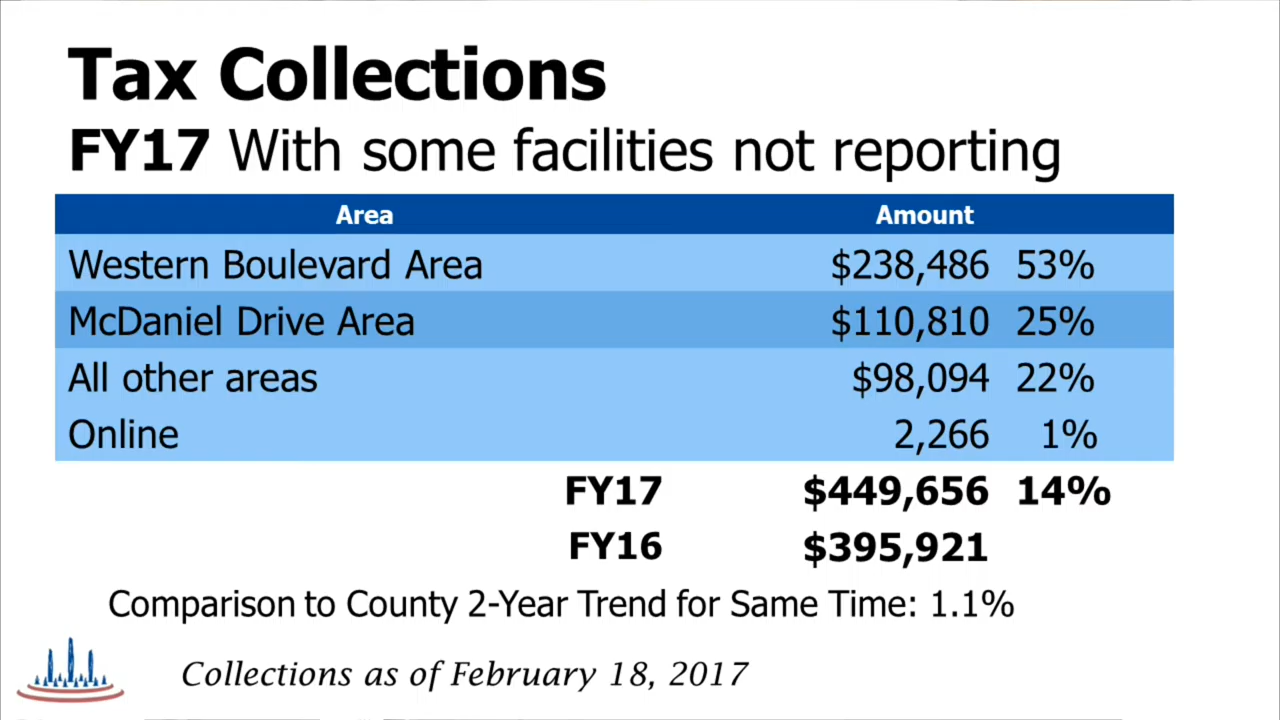 Tax Collections
FY17 With some facilities not reporting
Area Amount
Western Boulevard Area $238,486 53%
McDaniel Drive Area $110,810 25%
All other areas $98,094 22%
Online 2,266 1%
FY17 $449,656 14%
FY16 $395,921
Comparison to County 2-Year Trend for Same Time: 1.1%
Collections as of February 18, 2017